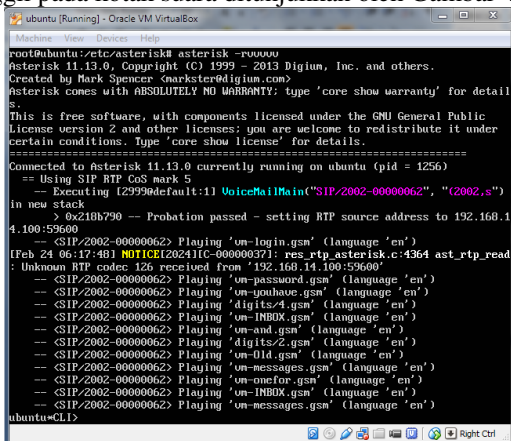 pada kotak suara ditunjukkan oleh Gambar
ubuntu [Running] - Oracle VM VirtualBox
Machine View Devices Help
root@ubuntu:/etc/asterisk# asterisk -rvvvvv
Asterisk 11.13.0, Copyright (C) 1999 - 2013 Digium, Inc. and others.
Created by Mark Spencer <markster@digium.com>
Asterisk comes with ABSOLUTELY NO WARRANTY; type 'core show warranty' for detail
s.
This is free software, with components licensed under the GNU General Public
License version 2 and other licenses; you are welcome to redistribute it under
certain conditions. Type 'core show license' for details.
=========================================================================
Connected to Asterisk 11.13.0 currently running on ubuntu (pid = 1256)
== Using SIP RTP CoS mark 5
-- Executing [2999@default:1] VoiceMailMain("SIP/2002-00000062", "(2002,s")
in new stack
> 0x218b790 -- Probation passed - setting RTP source address to 192.168.1
4.100:59600
-- <SIP/2002-00000062> Playing 'vm-login.gsm' (language 'en')
[Feb 24 06:17:48] NOTICE[2024][C-00000037]: res_rtp_asterisk.c:4364 ast_rtp_read
: Unknown RTP codec 126 received from '192.168.14.100:59600'
-- <SIP/2002-00000062> Playing 'vm-password.gsm' (language 'en')
-- <SIP/2002-00000062> Playing 'vm-youhave.gsm' (language 'en')
-- <SIP/2002-00000062> Playing 'digits/4.gsm' (language 'en')
-- <SIP/2002-00000062> Playing 'vm-INBOX.gsm' (language 'en')
-- <SIP/2002-00000062> Playing 'vm-and.gsm' (language 'en')
-- <SIP/2002-00000062> Playing 'digits/2.gsm' (language 'en')
-- <SIP/2002-00000062> Playing 'vm-Old.gsm' (language 'en')
-- <SIP/2002-00000062> Playing 'vm-messages.gsm' (language 'en')
-- <SIP/2002-00000062> Playing 'vm-onefor.gsm' (language 'en')
-- <SIP/2002-00000062> Playing 'vm-INBOX.gsm' (language 'en')
-- <SIP/2002-00000062> Playing 'vm-messages.gsm' (language 'en')
ubuntu*CLI>
Right Ctrl